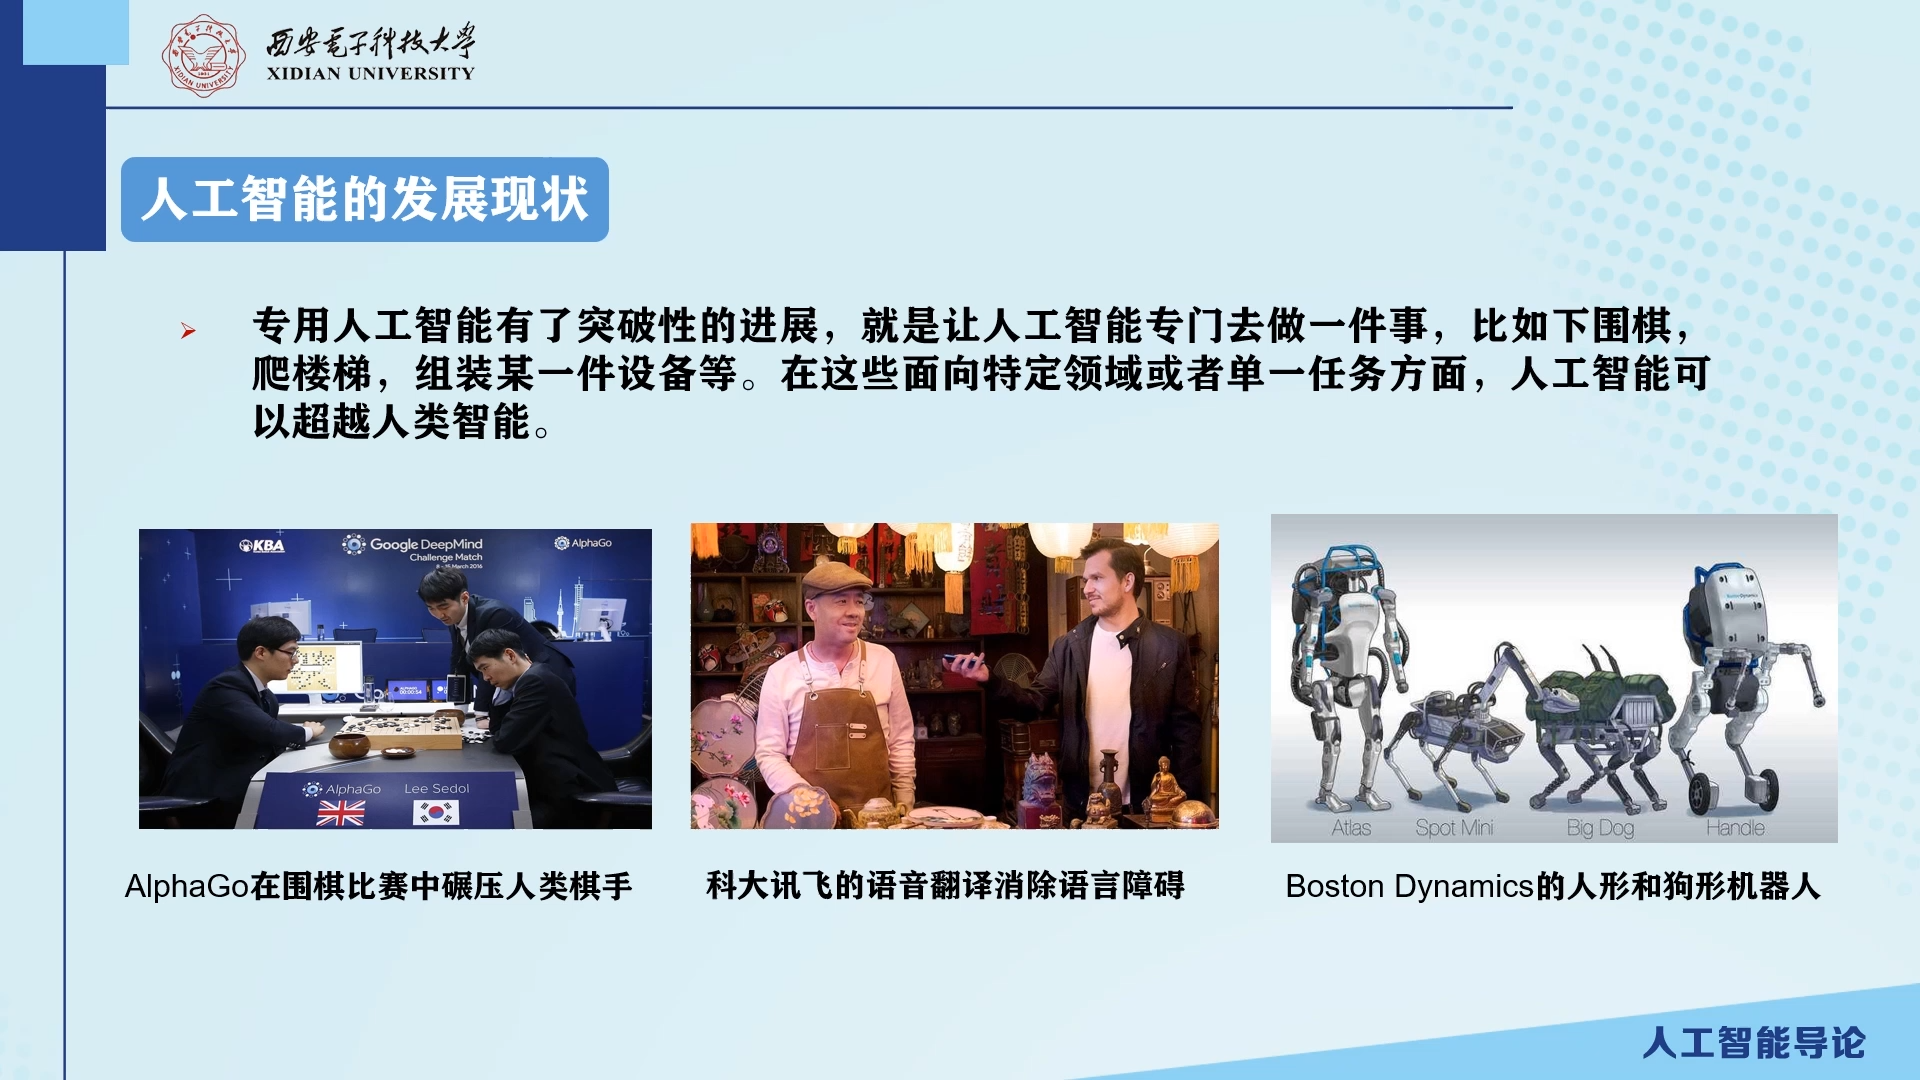 西安电子科技大学
XIDIAN UNIVERSITY
人工智能的发展现状
专用人工智能有了突破性的进展，就是让人工智能专门去做一件事，比如下围棋，
爬楼梯，组装某一件设备等。在这些面向特定领域或者单一任务方面，人工智能可
以超越人类智能。
KBA
Google DeepMind
Challenge Match
8 - 15 March 2016
AlphaGo
AlphaGo
Lee Sedol
Atlas
Spot Mini
Big Dog
Handle
AlphaGo在围棋比赛中碾压人类棋手
科大讯飞的语音翻译消除语言障碍
Boston Dynamics的人形和狗形机器人
人工智能导论